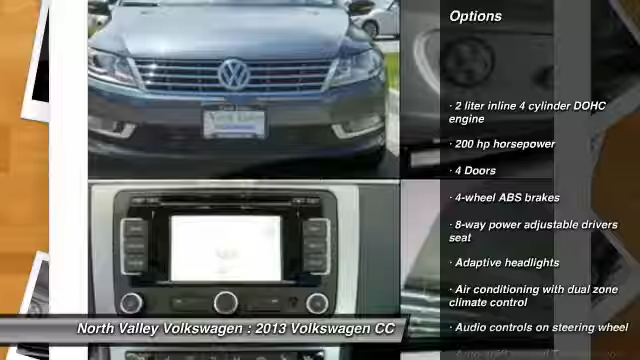 Options
· 2 liter inline 4 cylinder DOHC
engine
· 200 hp horsepower
· 4 Doors
· 4-wheel ABS brakes
· 8-way power adjustable drivers
seat
· Adaptive headlights
· Air conditioning with dual zone
climate control
· Audio controls on steering wheel
North Valley Volkswagen : 2013 Volkswagen CC